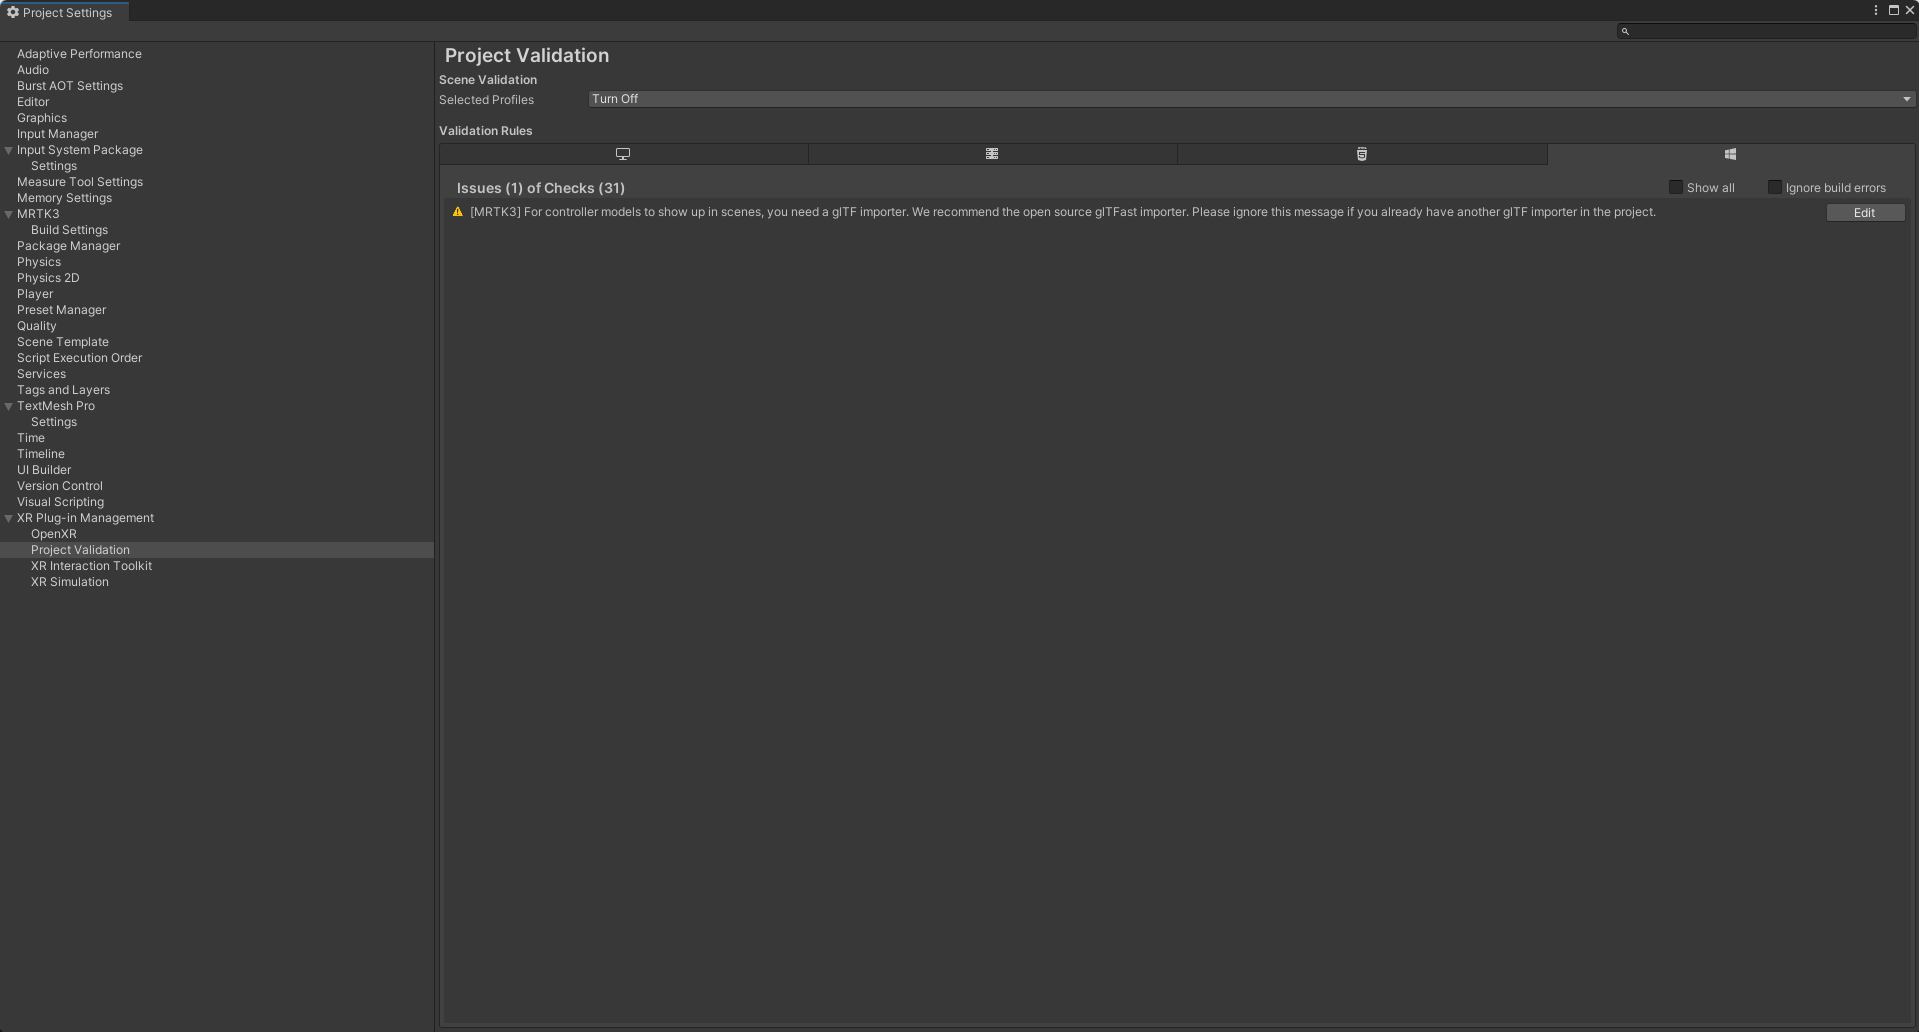 Project Settings
Adaptive Performance
Audio
Burst AOT Settings
Editor
Graphics
Input Manager
Input System Package
Settings
Measure Tool Settings
Memory Settings
MRTK3
Build Settings
Package Manager
Physics
Physics 2D
Player
Preset Manager
Quality
Scene Template
Script Execution Order
Services
Tags and Layers
TextMesh Pro
Settings
Time
Timeline
UI Builder
Version Control
Visual Scripting
XR Plug-in Management
OpenXR
Project Validation
XR Interaction Toolkit
XR Simulation
Project Validation
Scene Validation
Selected Profiles Turn Off
Validation Rules
Issues (1) of Checks (31) Show all Ignore build errors
[MRTK3] For controller models to show up in scenes, you need a glTF importer. We recommend the open source glTFast importer. Please ignore this message if you already have another glTF importer in the project. Edit